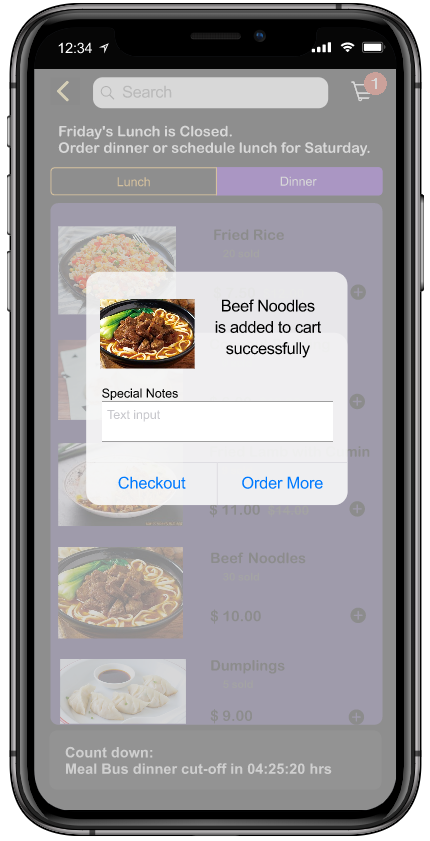 12:34
Search
1
Friday's Lunch is Closed.
Order dinner or schedule lunch for Saturday.
Lunch
Dinner
Fried Rice
Beef Noodles
is added to cart
successfully
Special Notes
Text input
Checkout
Order More
$ 11.00
Beef Noodles
$ 10.00
Dumplings
$ 9.00
Count down:
Meal Bus dinner cut-off in 04:25:20 hrs